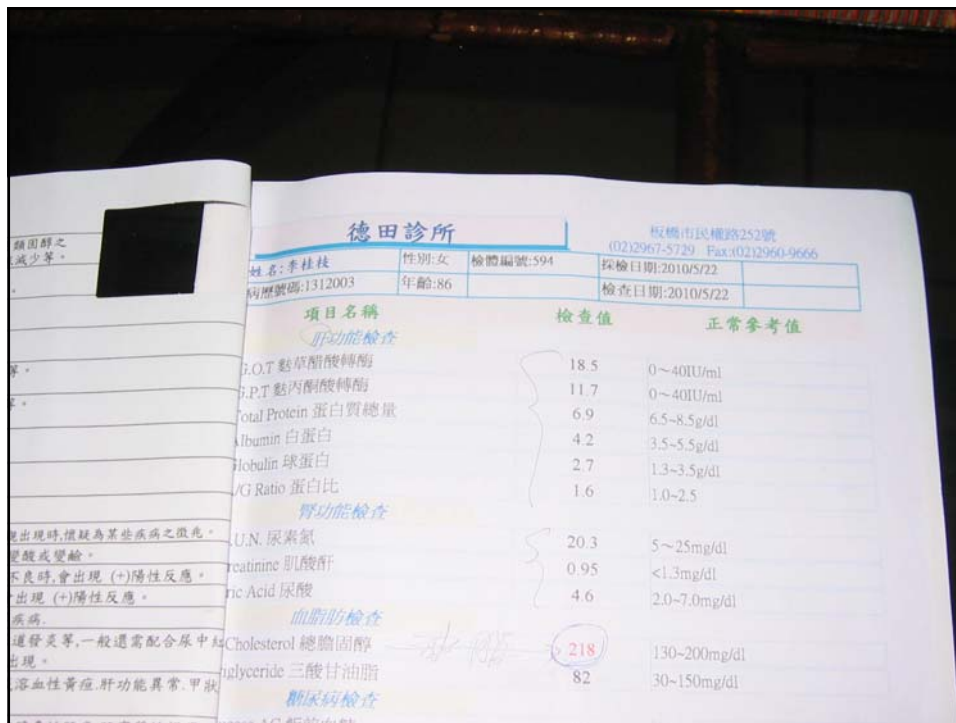 類固醇之
減少等。
出現時,懷疑為某些疾病之徵兆。
變酸或變鹼。
不良時,會出現 (+)陽性反應。
出現 (+)陽性反應。
疾病.
道發炎等,一般還需配合尿中紅
出現。
溶血性黃疸.肝功能異常.甲狀
德田診所
板橋市民權路252號
(02)2967-5729 Fax:(02)2960-9666
姓名:李桂枝 性別:女 檢體編號:594 採檢日期:2010/5/22
病歷號碼:1312003 年齡:86 檢查日期:2010/5/22
項目名稱 檢查值 正常參考值
肝功能檢查
G.O.T 麩草醋酸轉酶 18.5 0~40IU/ml
G.P.T 麩丙酮酸轉酶 11.7 0~40IU/ml
Total Protein 蛋白質總量 6.9 6.5~8.5g/dl
Albumin 白蛋白 4.2 3.5~5.5g/dl
Globulin 球蛋白 2.7 1.3~3.5g/dl
A/G Ratio 蛋白比 1.6 1.0~2.5
腎功能檢查
.U.N. 尿素氮 20.3 5~25mg/dl
reatinine 肌酸酐 0.95 <1.3mg/dl
ric Acid 尿酸 4.6 2.0~7.0mg/dl
血脂肪檢查
Cholesterol 總膽固醇 218 130~200mg/dl
riglyceride 三酸甘油脂 82 30~150mg/dl
糖尿病檢查